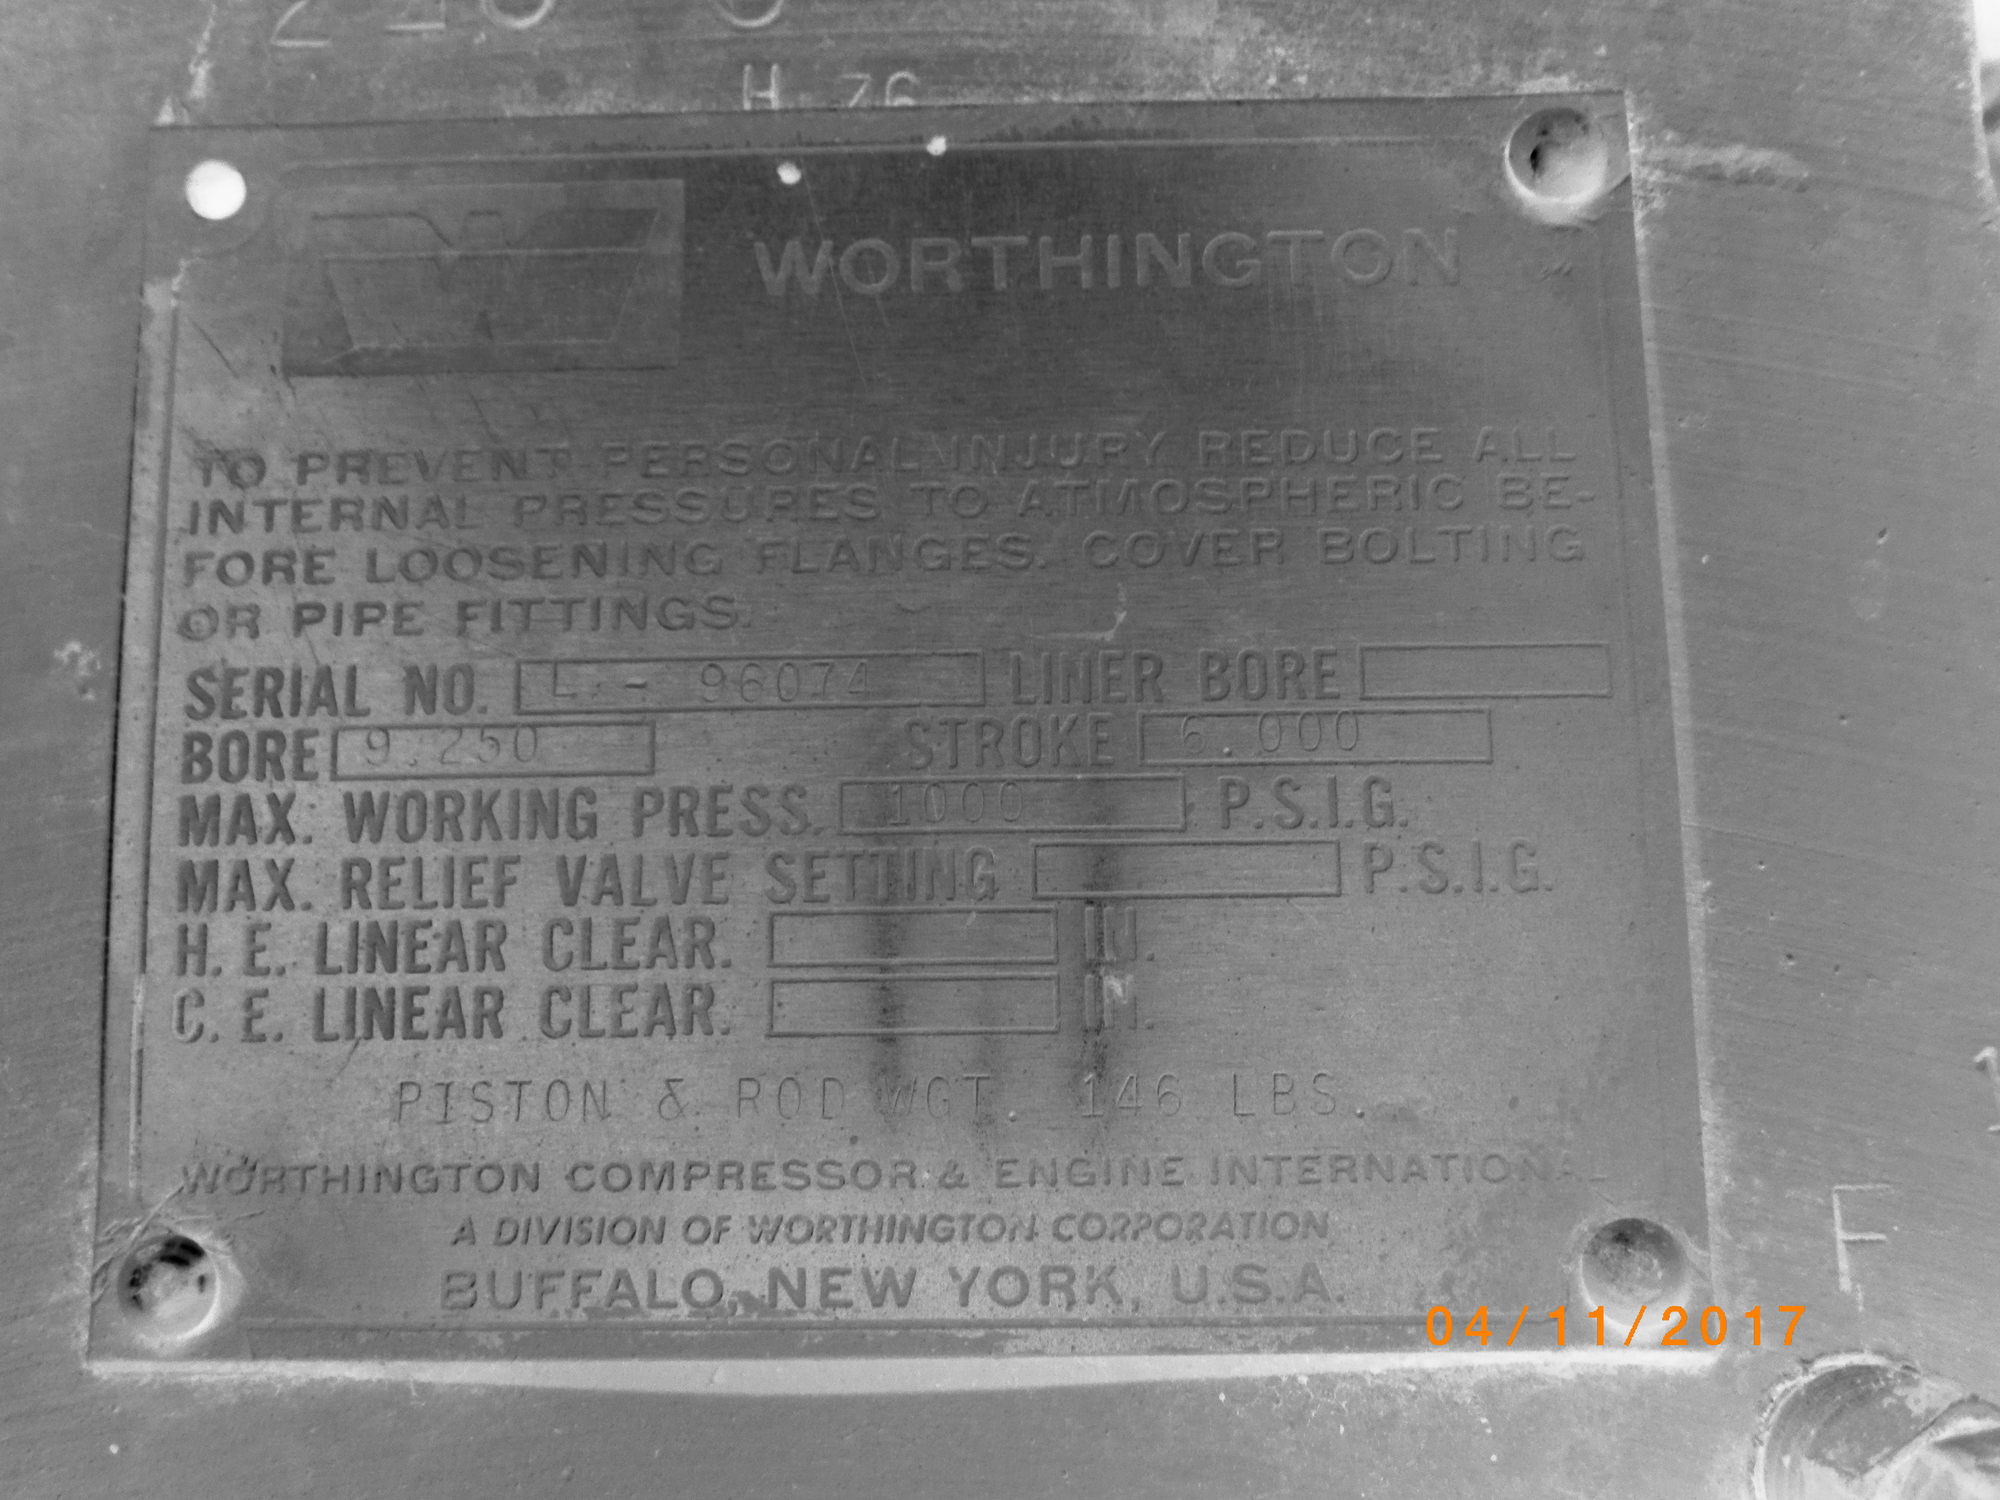 H 76
WORTHINGTON
TO PREVENT PERSONAL INJURY REDUCE ALL
INTERNAL PRESSURES TO ATMOSPHERIC BE-
FORE LOOSENING FLANGES. COVER BOLTING
OR PIPE FITTINGS.
SERIAL NO. L - 96074 LINER BORE
BORE 9.250 STROKE 6.000
MAX. WORKING PRESS. 1000 P.S.I.G.
MAX. RELIEF VALVE SETTING P.S.I.G.
H. E. LINEAR CLEAR. IN.
C. E. LINEAR CLEAR. IN.
PISTON & ROD WGT. 146 LBS.
WORTHINGTON COMPRESSOR & ENGINE INTERNATIONAL
A DIVISION OF WORTHINGTON CORPORATION
BUFFALO, NEW YORK, U.S.A.
F
04/11/2017